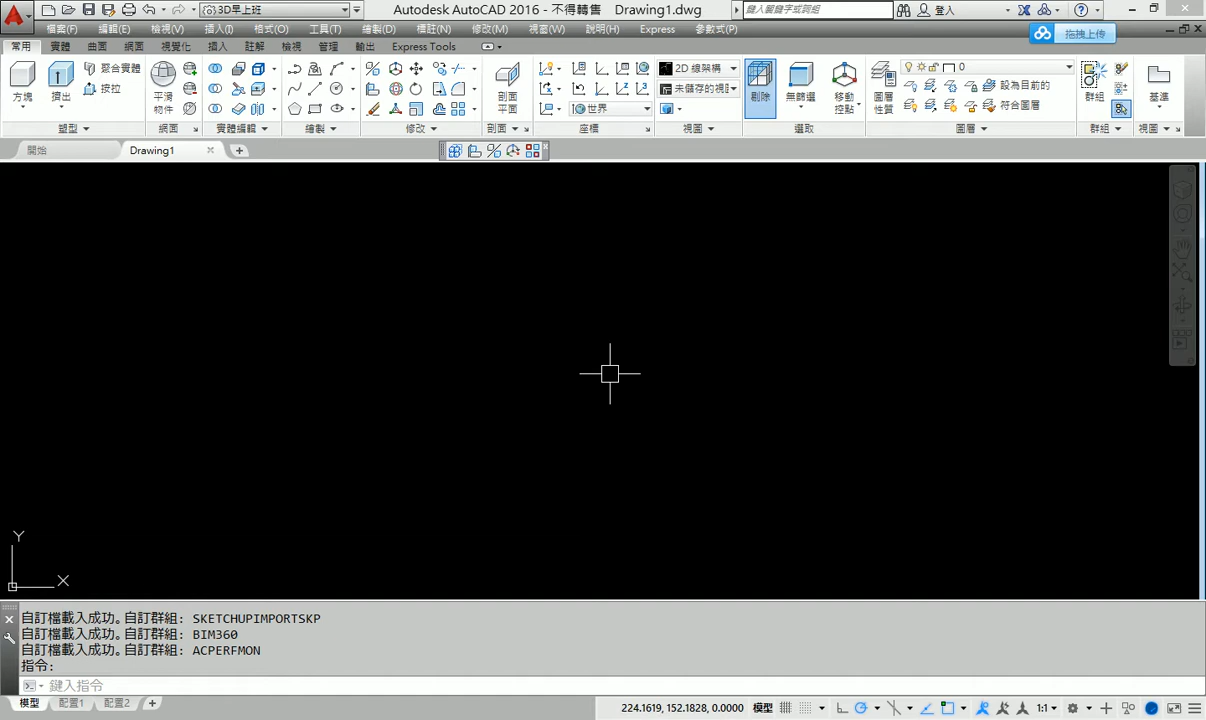 3D早上班
Autodesk AutoCAD 2016 - 不得轉售 Drawing1.dwg
鍵入關鍵字或詞組
登入
檔案(F) 編輯(E) 檢視(V) 插入(I) 格式(O) 工具(T) 繪製(D) 標註(N) 修改(M) 視窗(W) 說明(H) Express 參數式(P)
拖拽上传
常用 實體 曲面 網面 視覺化 插入 註解 檢視 管理 輸出 Express Tools
方塊
擠出
聚合實體
按拉
平滑
物件
剖面
平面
2D 線架構
未儲存的視
世界
剔除
無篩選
移動
控點
圖層
性質
0
設為目前的
符合圖層
群組
基準
塑型 網面 實體編輯 繪製 修改 剖面 座標 視圖 選取 圖層 群組 視圖
開始 Drawing1
Y
X
自訂檔載入成功。自訂群組: SKETCHUPIMPORTSKP
自訂檔載入成功。自訂群組: BIM360
自訂檔載入成功。自訂群組: ACPERFMON
指令:
鍵入指令
模型 配置1 配置2
224.1619, 152.1828, 0.0000 模型 1:1